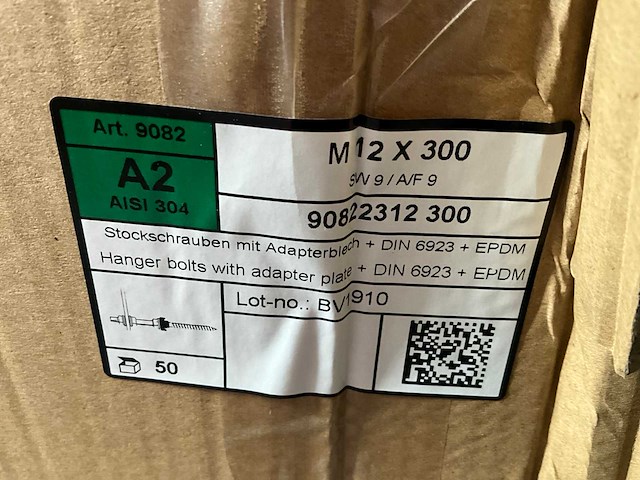 Art. 9082
A2
AISI 304
M 12 X 300
SW 9 / A/F 9
90822312 300
Stockschrauben mit Adapterblech + DIN 6923 + EPDM
Hanger bolts with adapter plate + DIN 6923 + EPDM
Lot-no.: BV1910
50